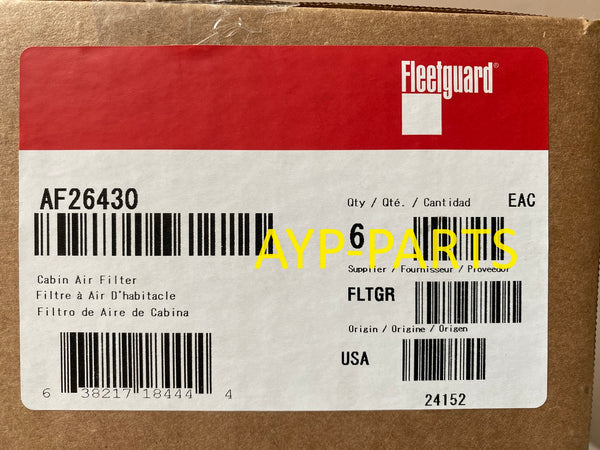 Fleetguard®
AF26430
Qty / Qté. / Cantidad EAC
6
AYP-PARTS
Supplier / Fournisseur / Proveedor
Cabin Air Filter
Filtre à Air D'habitacle
Filtro de Aire de Cabina
FLTGR
Origin / Origine / Origen
USA
6 38217 18444 4
24152